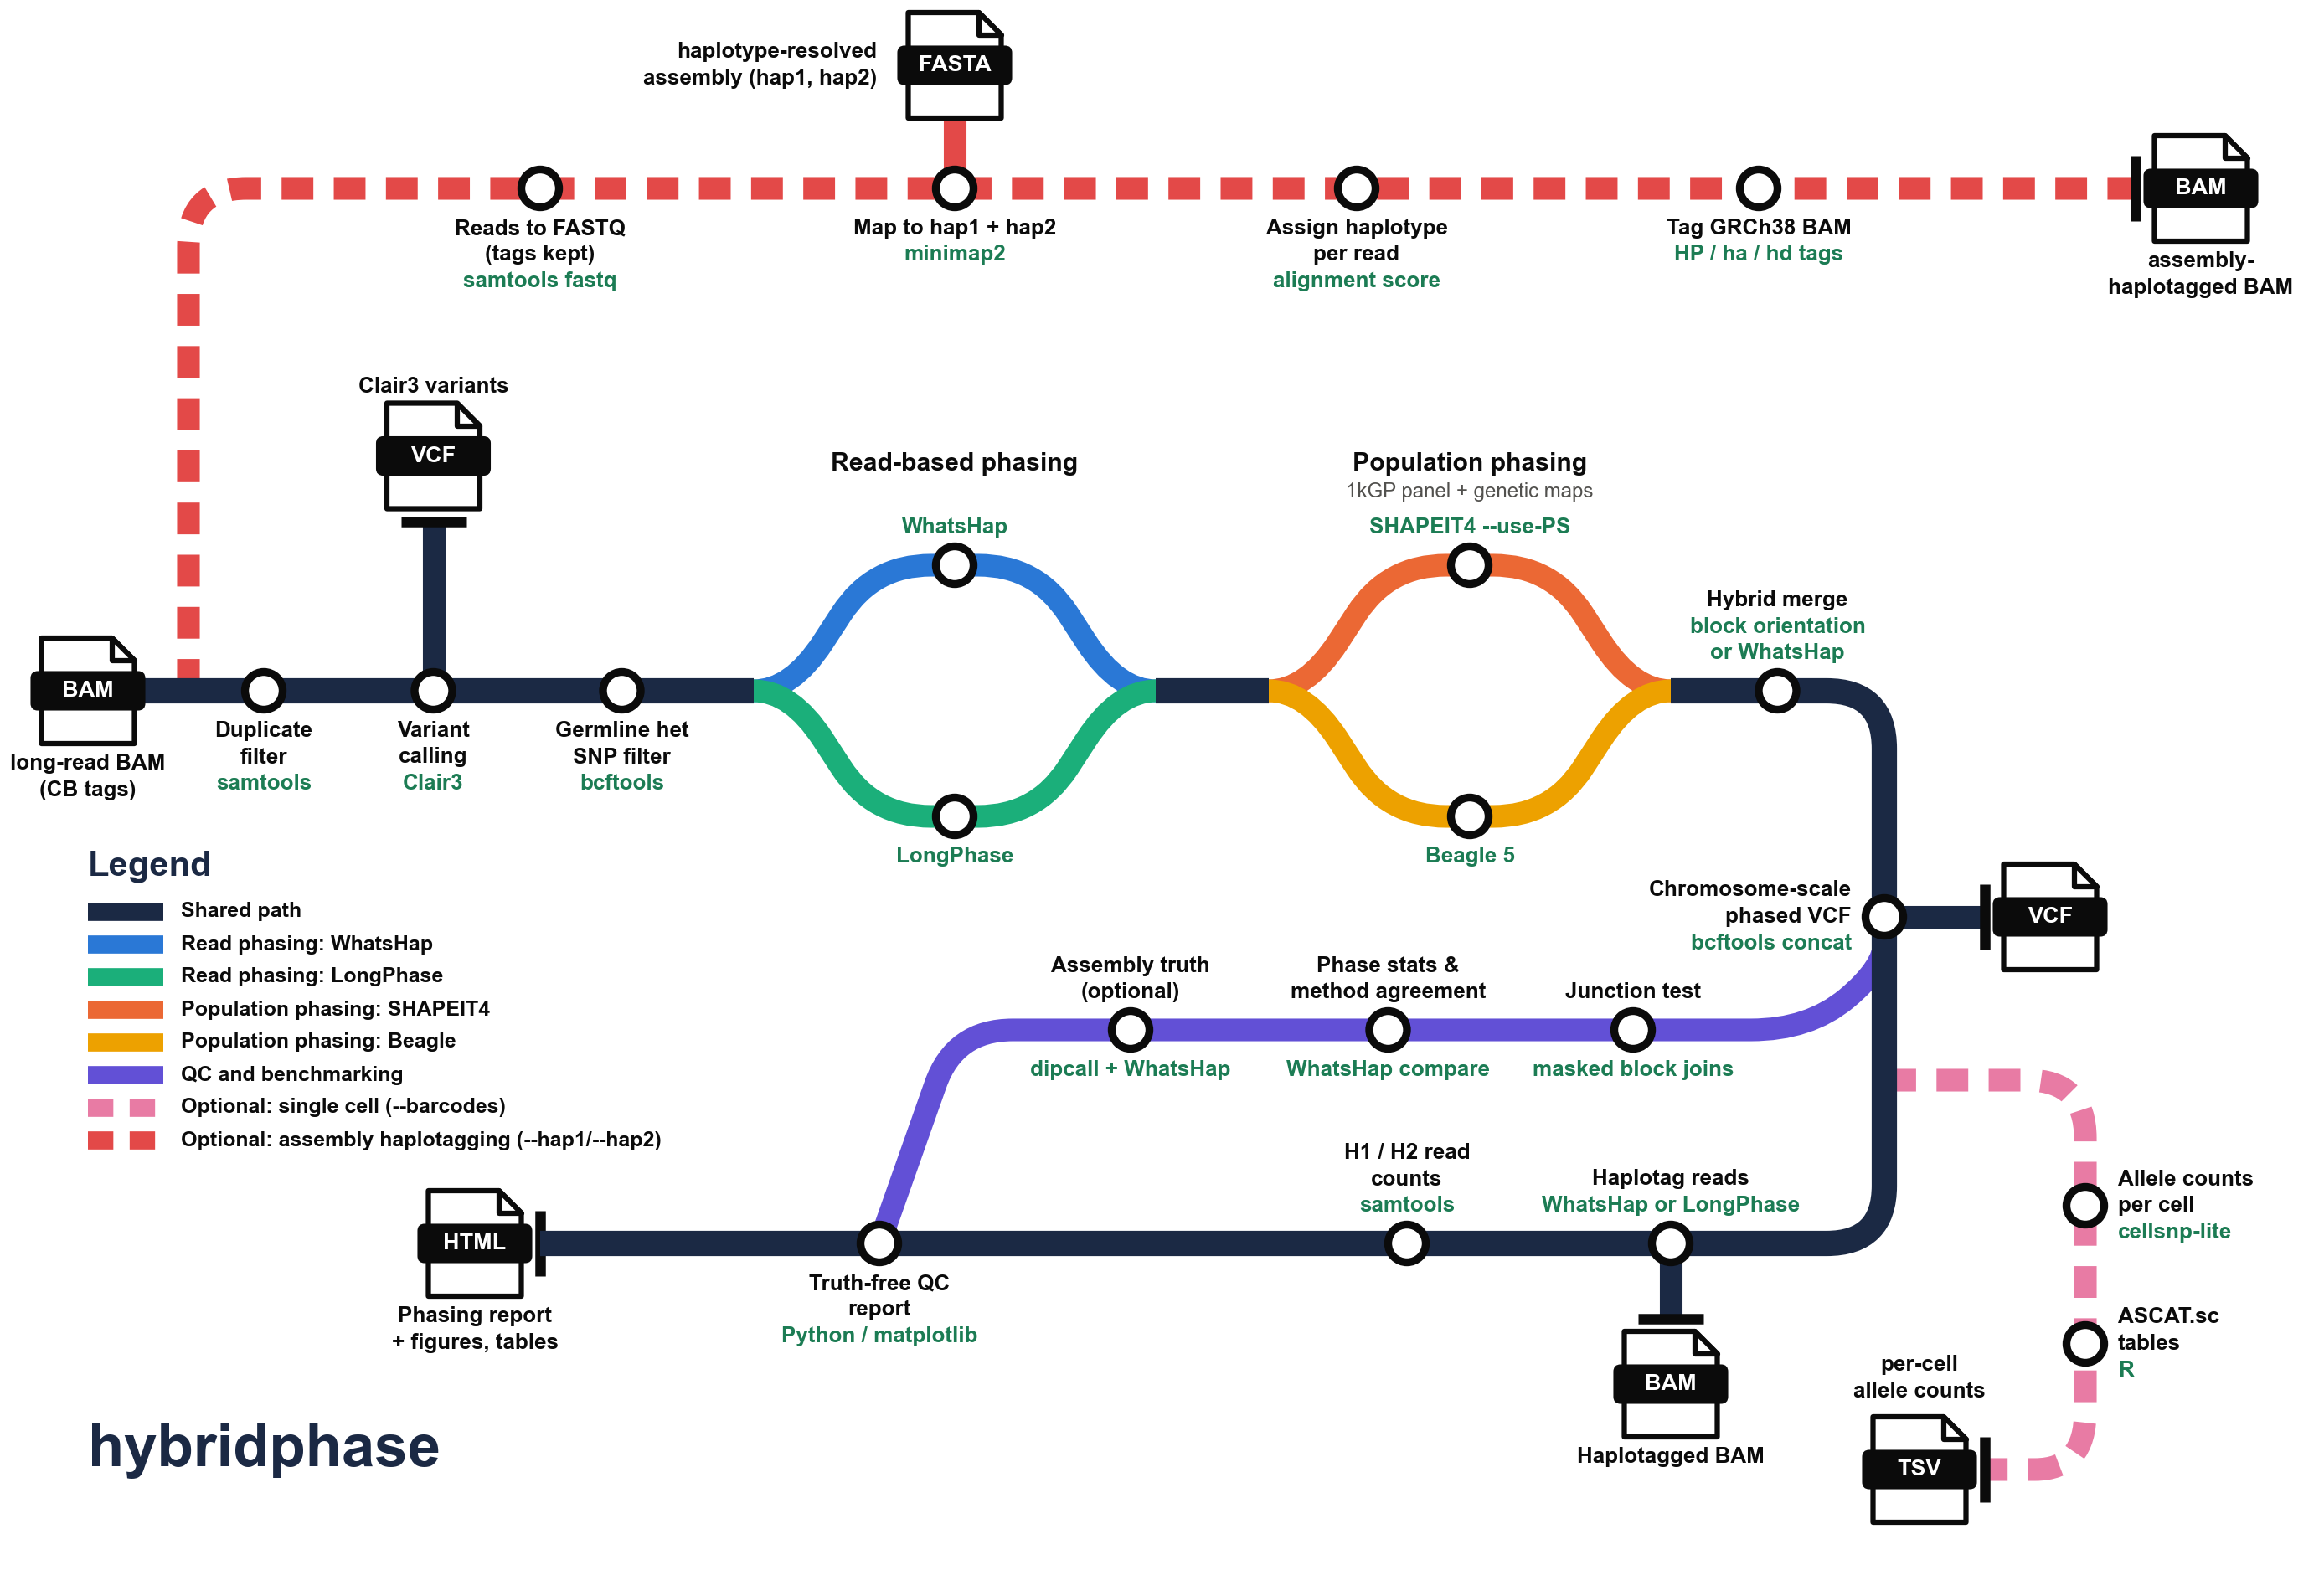 haplotype-resolved
assembly (hap1, hap2)
FASTA
BAM
Reads to FASTQ
(tags kept)
samtools fastq
Map to hap1 + hap2
minimap2
Assign haplotype
per read
alignment score
Tag GRCh38 BAM
HP / ha / hd tags
assembly-
haplotagged BAM
Clair3 variants
VCF
Read-based phasing
WhatsHap
Population phasing
1kGP panel + genetic maps
SHAPEIT4 --use-PS
Hybrid merge
block orientation
or WhatsHap
BAM
long-read BAM
(CB tags)
Duplicate
filter
samtools
Variant
calling
Clair3
Germline het
SNP filter
bcftools
LongPhase
Beagle 5
Chromosome-scale
phased VCF
bcftools concat
VCF
Legend
Shared path
Read phasing: WhatsHap
Read phasing: LongPhase
Population phasing: SHAPEIT4
Population phasing: Beagle
QC and benchmarking
Optional: single cell (--barcodes)
Optional: assembly haplotagging (--hap1/--hap2)
Assembly truth
(optional)
dipcall + WhatsHap
Phase stats &
method agreement
WhatsHap compare
Junction test
masked block joins
H1 / H2 read
counts
samtools
Haplotag reads
WhatsHap or LongPhase
Allele counts
per cell
cellsnp-lite
HTML
Phasing report
+ figures, tables
Truth-free QC
report
Python / matplotlib
BAM
Haplotagged BAM
ASCAT.sc
tables
R
per-cell
allele counts
TSV
hybridphase